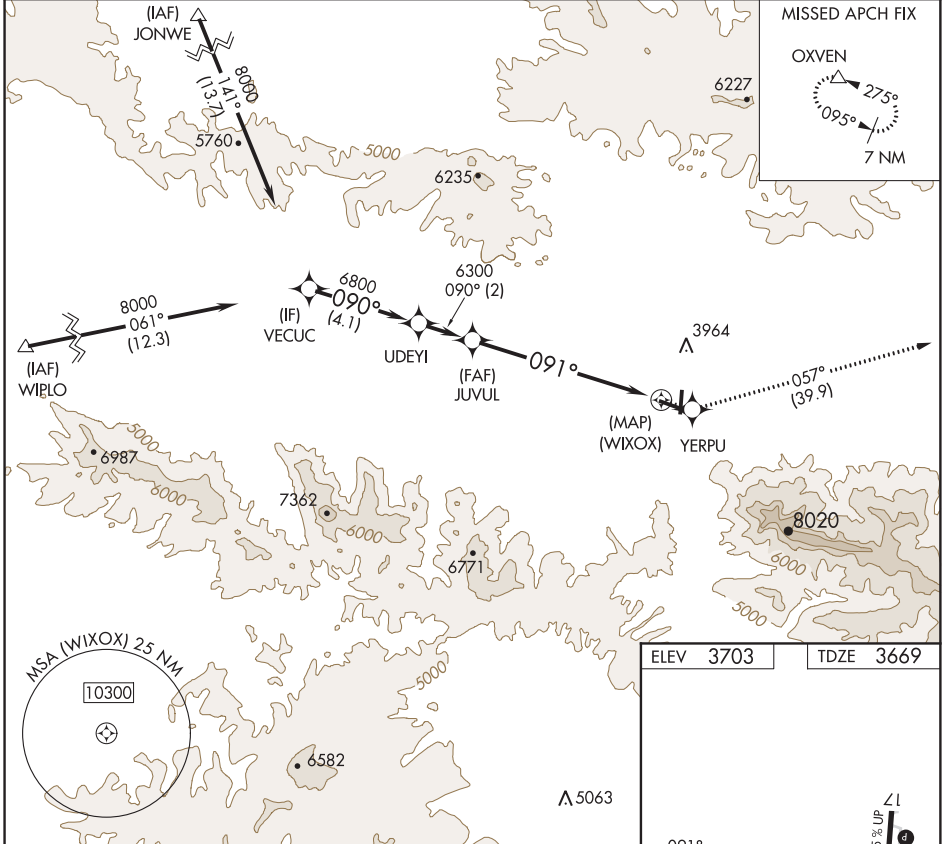 (IAF)
JONWE
8000
141°
(13.7)
5760
5000
6235
6227
MISSED APCH FIX
OXVEN
275°
095°
7 NM
8000
061°
(12.3)
(IAF)
WIPLO
(IF)
VECUC
6800
090°
(4.1)
UDEYI
6300
090° (2)
(FAF)
JUVUL
091°
3964
(MAP)
(WIXOX)
YERPU
057°
(39.9)
5000
6987
6000
7362
6000
6771
8020
6000
5000
MSA (WIXOX) 25 NM
10300
5000
6582
5063
ELEV 3703
TDZE 3669
17
% UP
P